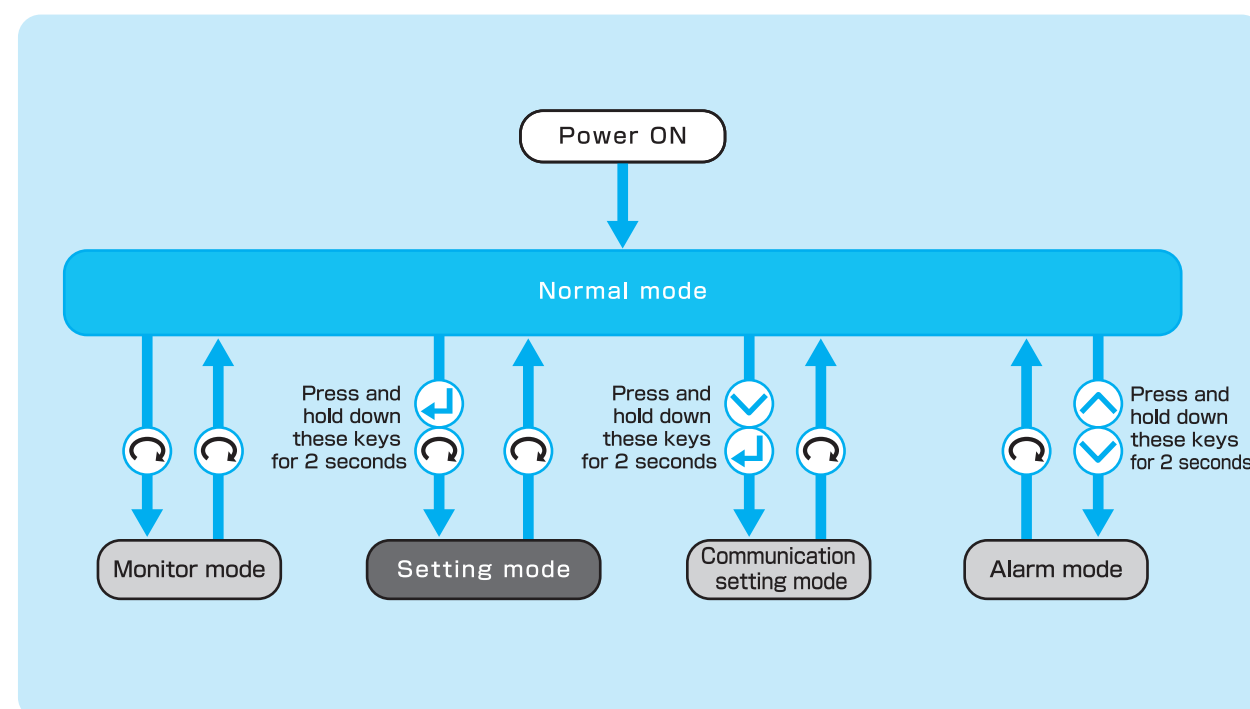 Power ON
Normal mode
Press and
hold down
these keys
for 2 seconds
Press and
hold down
these keys
for 2 seconds
Press and
hold down
these keys
for 2 seconds
Monitor mode
Setting mode
Communication
setting mode
Alarm mode